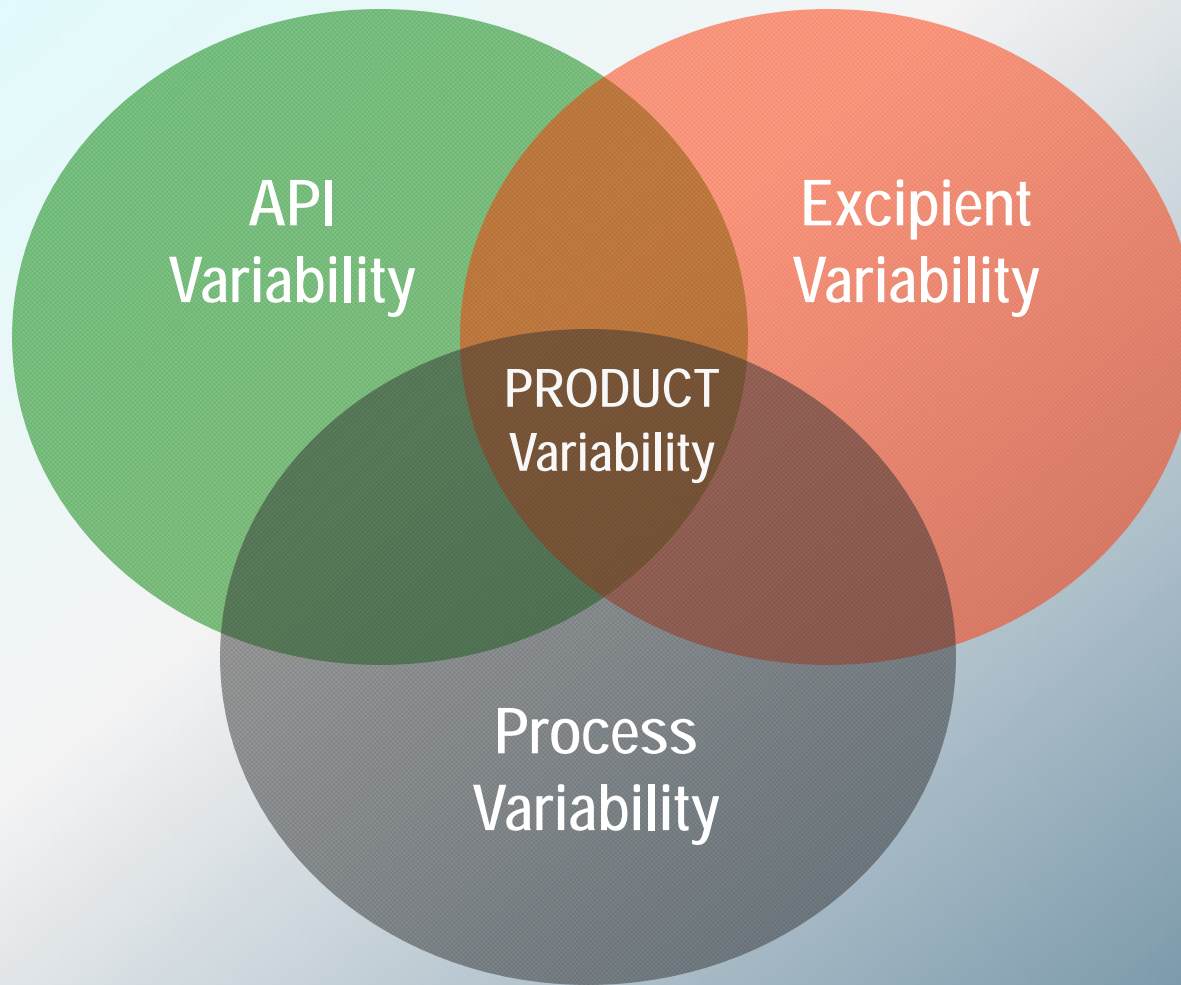 API
Variability
Excipient
Variability
PRODUCT
Variability
Process
Variability